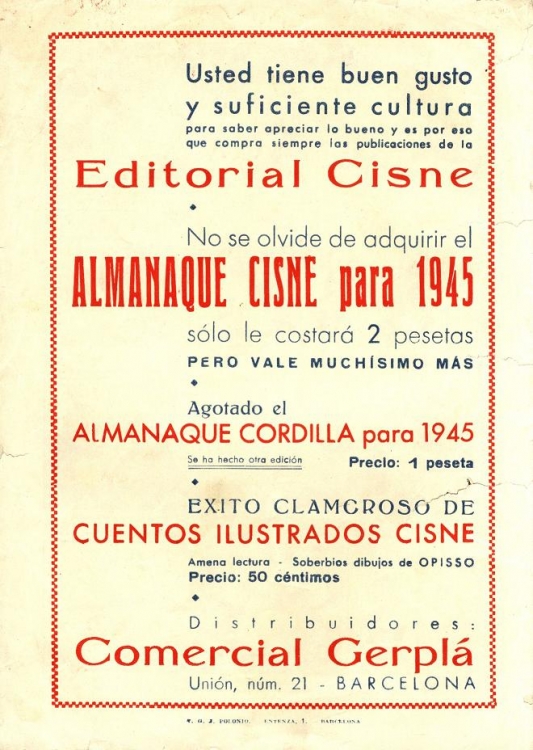 Usted tiene buen gusto
y suficiente cultura
para saber apreciar lo bueno y es por eso
que compra siempre las publicaciones de la
Editorial Cisne
No se olvide de adquirir el
ALMANAQUE CISNE para 1945
sólo le costará 2 pesetas
PERO VALE MUCHÍSIMO MÁS
Agotado el
ALMANAQUE CORDILLA para 1945
Se ha hecho otra edición Precio: 1 peseta
EXITO CLAMOROSO DE
CUENTOS ILUSTRADOS CISNE
Amena lectura - Soberbios dibujos de OPISSO
Precio: 50 céntimos
Distribuidores:
Comercial Gerplá
Unión, núm. 21 - BARCELONA
G. J. POLONIO. ENTENZA, 1. BARCELONA